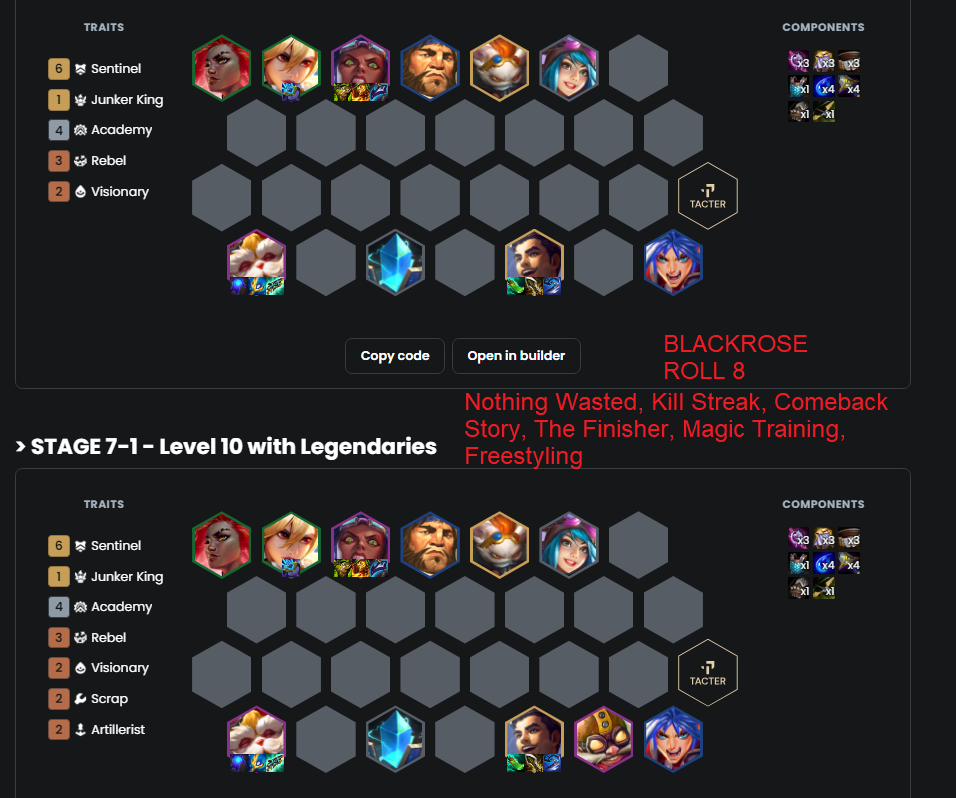 TRAITS
COMPONENTS
6 Sentinel
1 Junker King
4 Academy
3 Rebel
2 Visionary
x3 x3 x3
x1 x4 x4
x1 x1
TACTER
Copy code
Open in builder
BLACKROSE
ROLL 8
Nothing Wasted, Kill Streak, Comeback
Story, The Finisher, Magic Training,
Freestyling
> STAGE 7-1 - Level 10 with Legendaries
TRAITS
COMPONENTS
6 Sentinel
1 Junker King
4 Academy
3 Rebel
2 Visionary
2 Scrap
2 Artillerist
x3 x3 x3
x1 x4 x4
x1 x1
TACTER